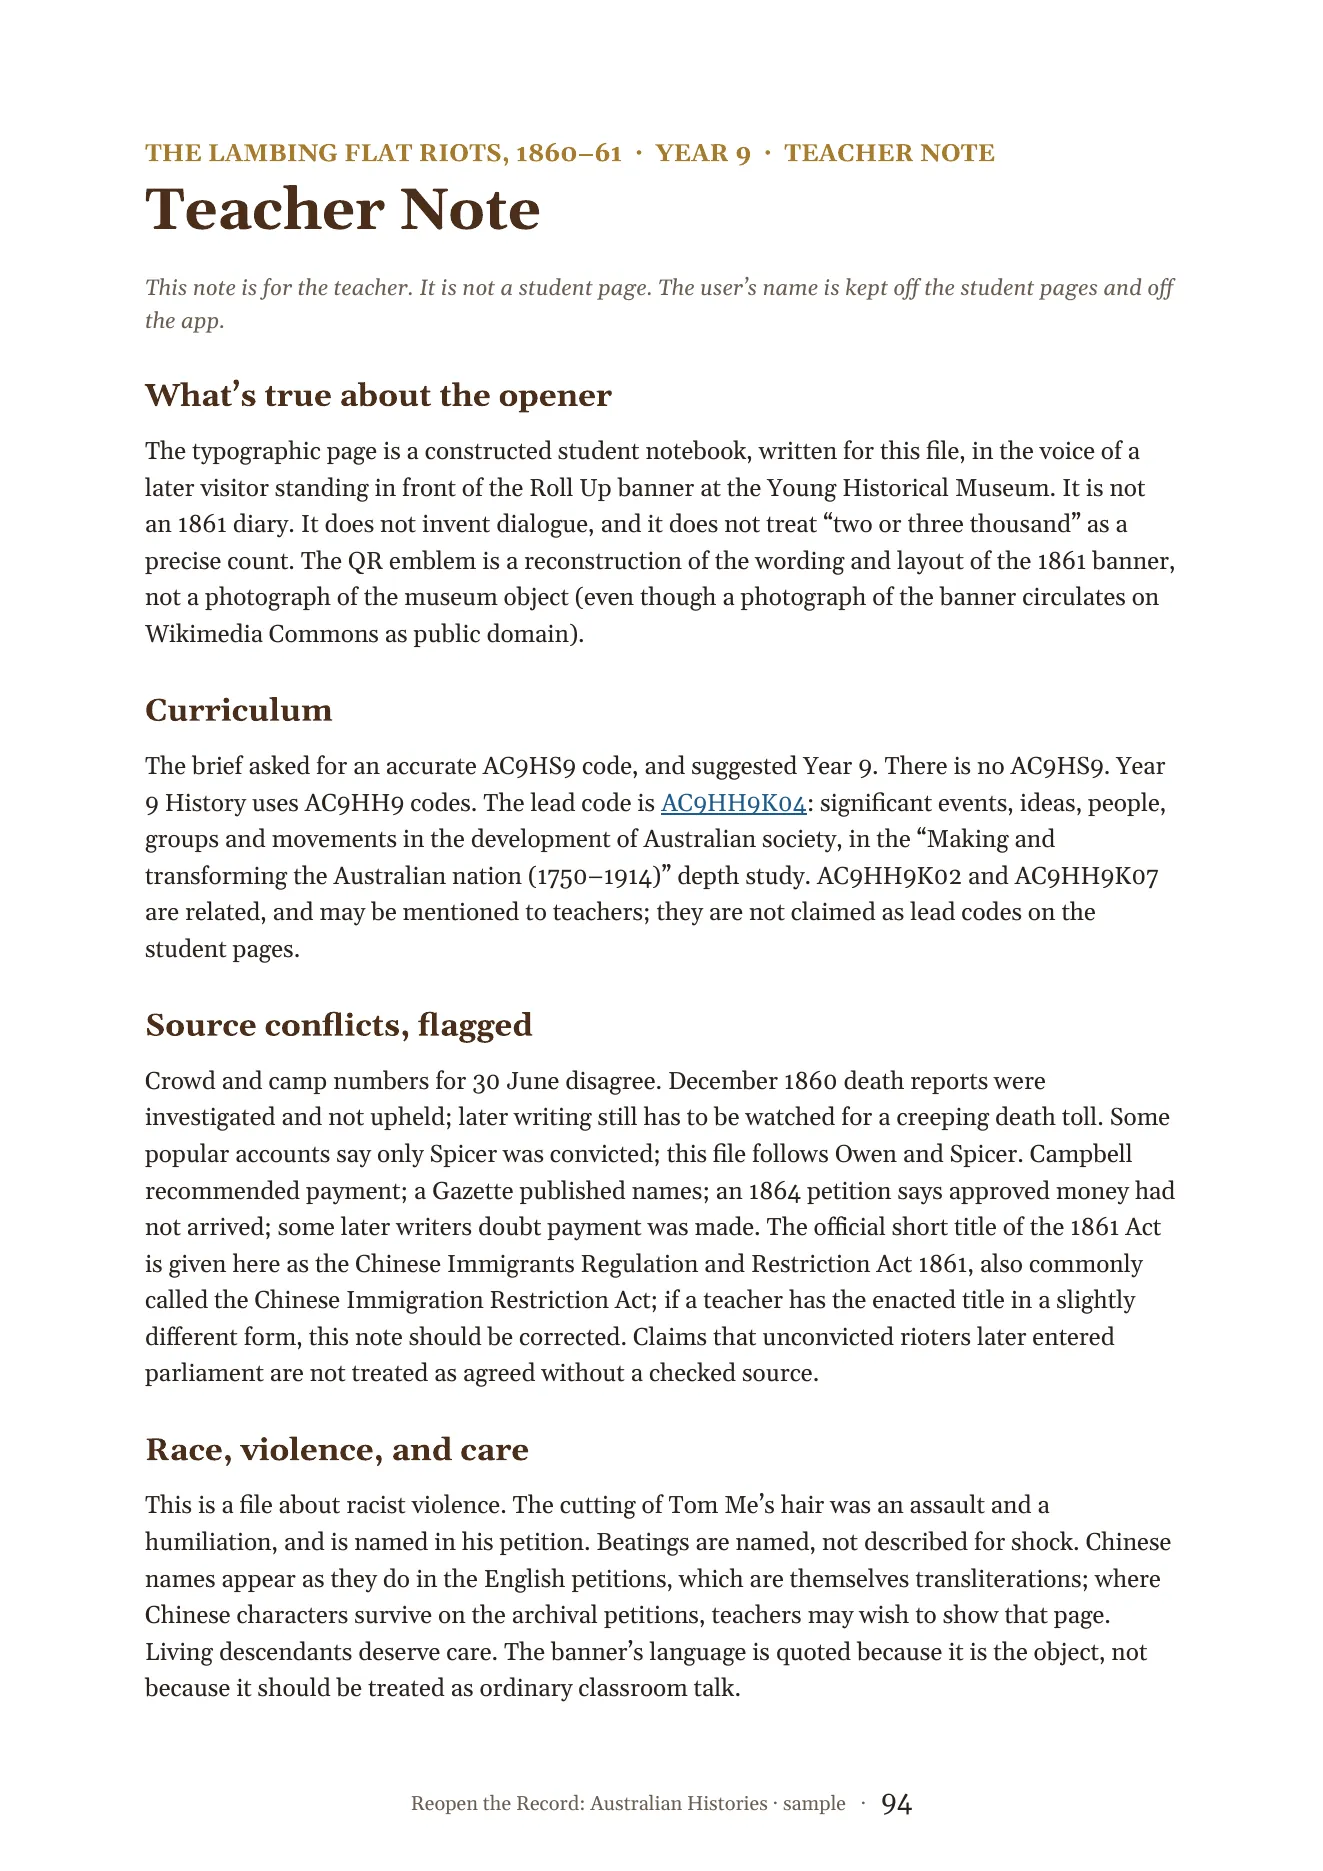 THE LAMBING FLAT RIOTS, 1860–61 · YEAR 9 · TEACHER NOTE
Teacher Note
This note is for the teacher. It is not a student page. The user’s name is kept off the student pages and off
the app.
What’s true about the opener
The typographic page is a constructed student notebook, written for this file, in the voice of a
later visitor standing in front of the Roll Up banner at the Young Historical Museum. It is not
an 1861 diary. It does not invent dialogue, and it does not treat “two or three thousand” as a
precise count. The QR emblem is a reconstruction of the wording and layout of the 1861 banner,
not a photograph of the museum object (even though a photograph of the banner circulates on
Wikimedia Commons as public domain).
Curriculum
The brief asked for an accurate AC9HS9 code, and suggested Year 9. There is no AC9HS9. Year
9 History uses AC9HH9 codes. The lead code is AC9HH9K04: significant events, ideas, people,
groups and movements in the development of Australian society, in the “Making and
transforming the Australian nation (1750–1914)” depth study. AC9HH9K02 and AC9HH9K07
are related, and may be mentioned to teachers; they are not claimed as lead codes on the
student pages.
Source conflicts, flagged
Crowd and camp numbers for 30 June disagree. December 1860 death reports were
investigated and not upheld; later writing still has to be watched for a creeping death toll. Some
popular accounts say only Spicer was convicted; this file follows Owen and Spicer. Campbell
recommended payment; a Gazette published names; an 1864 petition says approved money had
not arrived; some later writers doubt payment was made. The official short title of the 1861 Act
is given here as the Chinese Immigrants Regulation and Restriction Act 1861, also commonly
called the Chinese Immigration Restriction Act; if a teacher has the enacted title in a slightly
different form, this note should be corrected. Claims that unconvicted rioters later entered
parliament are not treated as agreed without a checked source.
Race, violence, and care
This is a file about racist violence. The cutting of Tom Me’s hair was an assault and a
humiliation, and is named in his petition. Beatings are named, not described for shock. Chinese
names appear as they do in the English petitions, which are themselves transliterations; where
Chinese characters survive on the archival petitions, teachers may wish to show that page.
Living descendants deserve care. The banner’s language is quoted because it is the object, not
because it should be treated as ordinary classroom talk.
Reopen the Record: Australian Histories · sample · 94